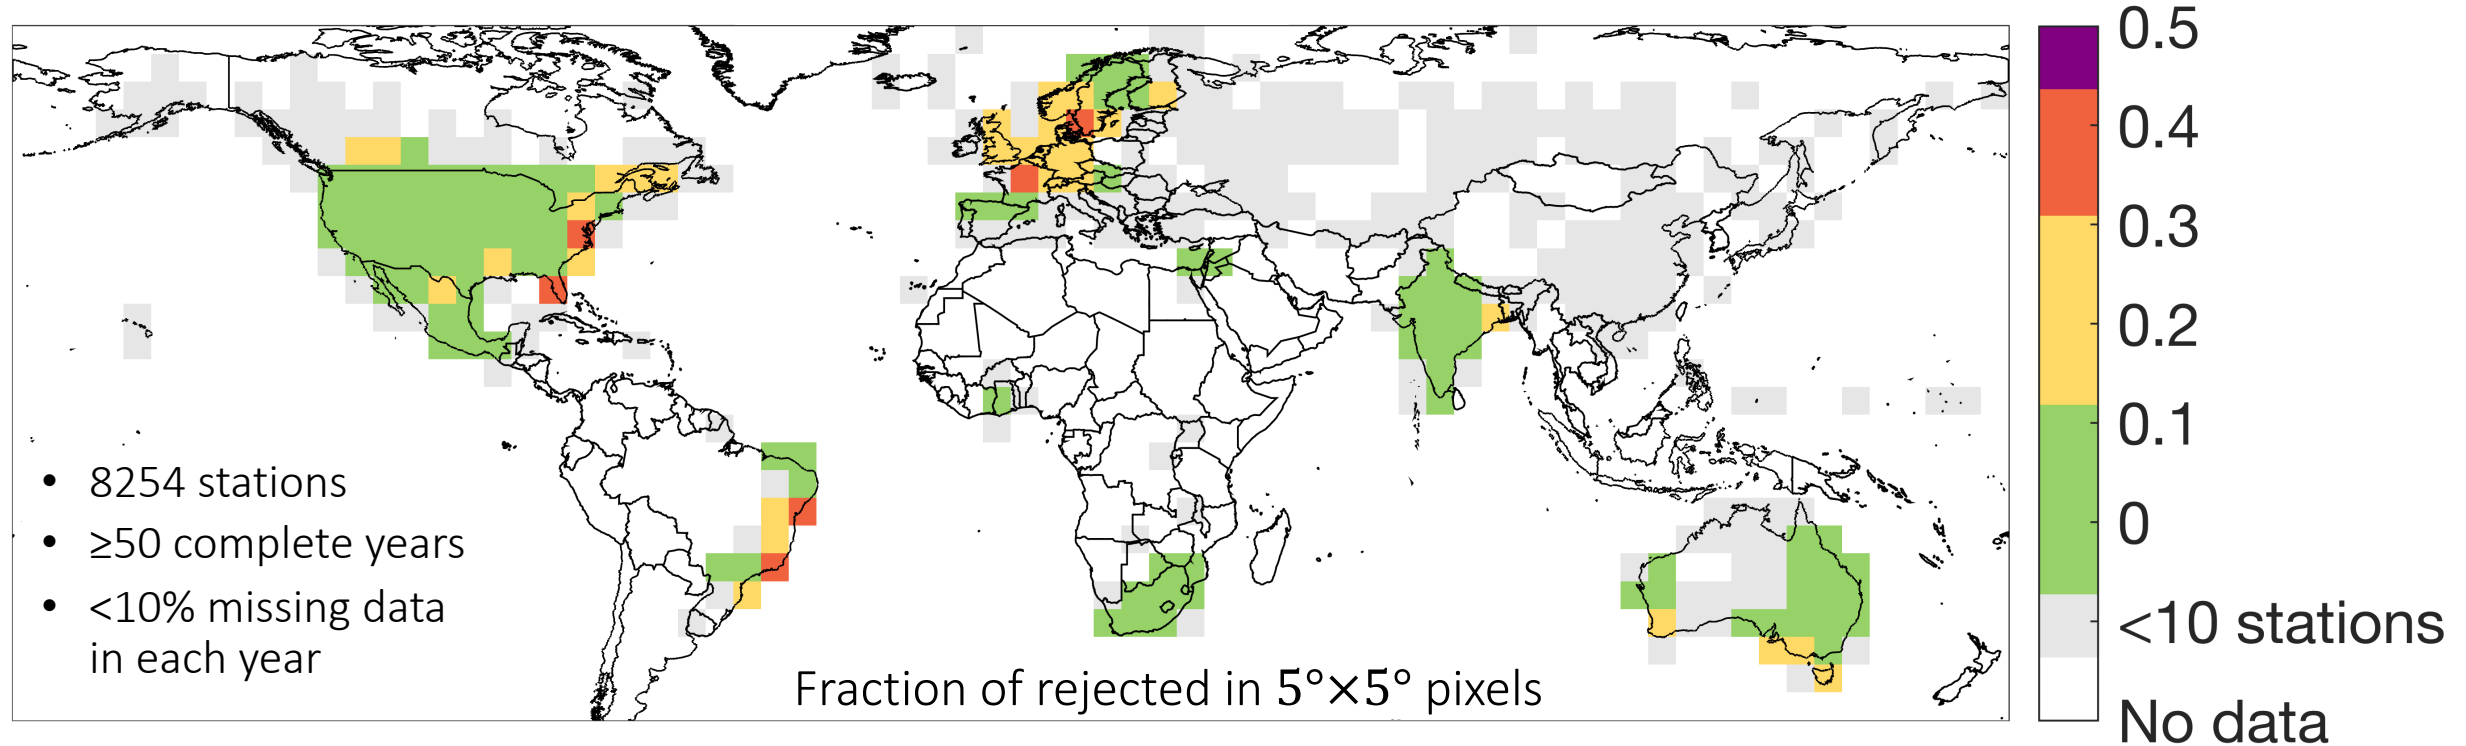 • 8254 stations
• ≥50 complete years
• <10% missing data
in each year
Fraction of rejected in 5°×5° pixels
0.5
0.4
0.3
0.2
0.1
0
<10 stations
No data